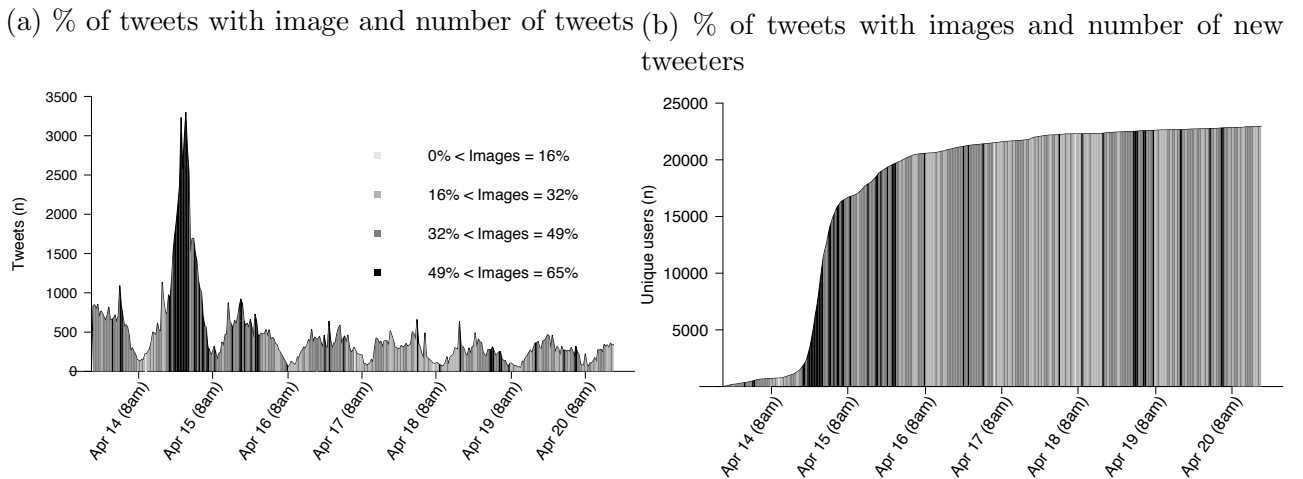 (a) % of tweets with image and number of tweets
(b) % of tweets with images and number of new
tweeters
Tweets (n)
3500
3000
2500
2000
1500
1000
500
0
0% < Images = 16%
16% < Images = 32%
32% < Images = 49%
49% < Images = 65%
Apr 14 (8am)
Apr 15 (8am)
Apr 16 (8am)
Apr 17 (8am)
Apr 18 (8am)
Apr 19 (8am)
Apr 20 (8am)
Unique users (n)
25000
20000
15000
10000
5000
Apr 14 (8am)
Apr 15 (8am)
Apr 16 (8am)
Apr 17 (8am)
Apr 18 (8am)
Apr 19 (8am)
Apr 20 (8am)